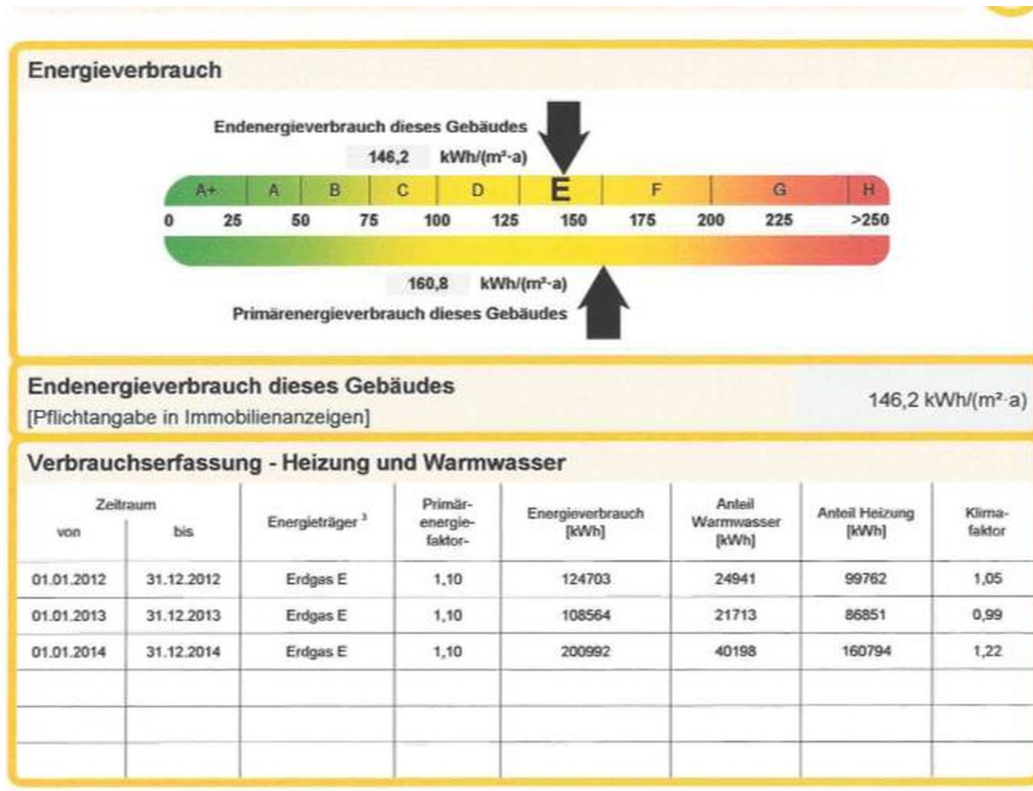 Energieverbrauch
Endenergieverbrauch dieses Gebäudes
146,2 kWh/(m²·a)
A+ A B C D E F G H
0 25 50 75 100 125 150 175 200 225 >250
160,8 kWh/(m²·a)
Primärenergieverbrauch dieses Gebäudes
Endenergieverbrauch dieses Gebäudes
[Pflichtangabe in Immobilienanzeigen]
146,2 kWh/(m²·a)
Verbrauchserfassung - Heizung und Warmwasser
Zeitraum
von bis
Energieträger ³
Primär-
energie-
faktor-
Energieverbrauch
[kWh]
Anteil
Warmwasser
[kWh]
Anteil Heizung
[kWh]
Klima-
faktor
01.01.2012 31.12.2012 Erdgas E 1,10 124703 24941 99762 1,05
01.01.2013 31.12.2013 Erdgas E 1,10 108564 21713 86851 0,99
01.01.2014 31.12.2014 Erdgas E 1,10 200992 40198 160794 1,22